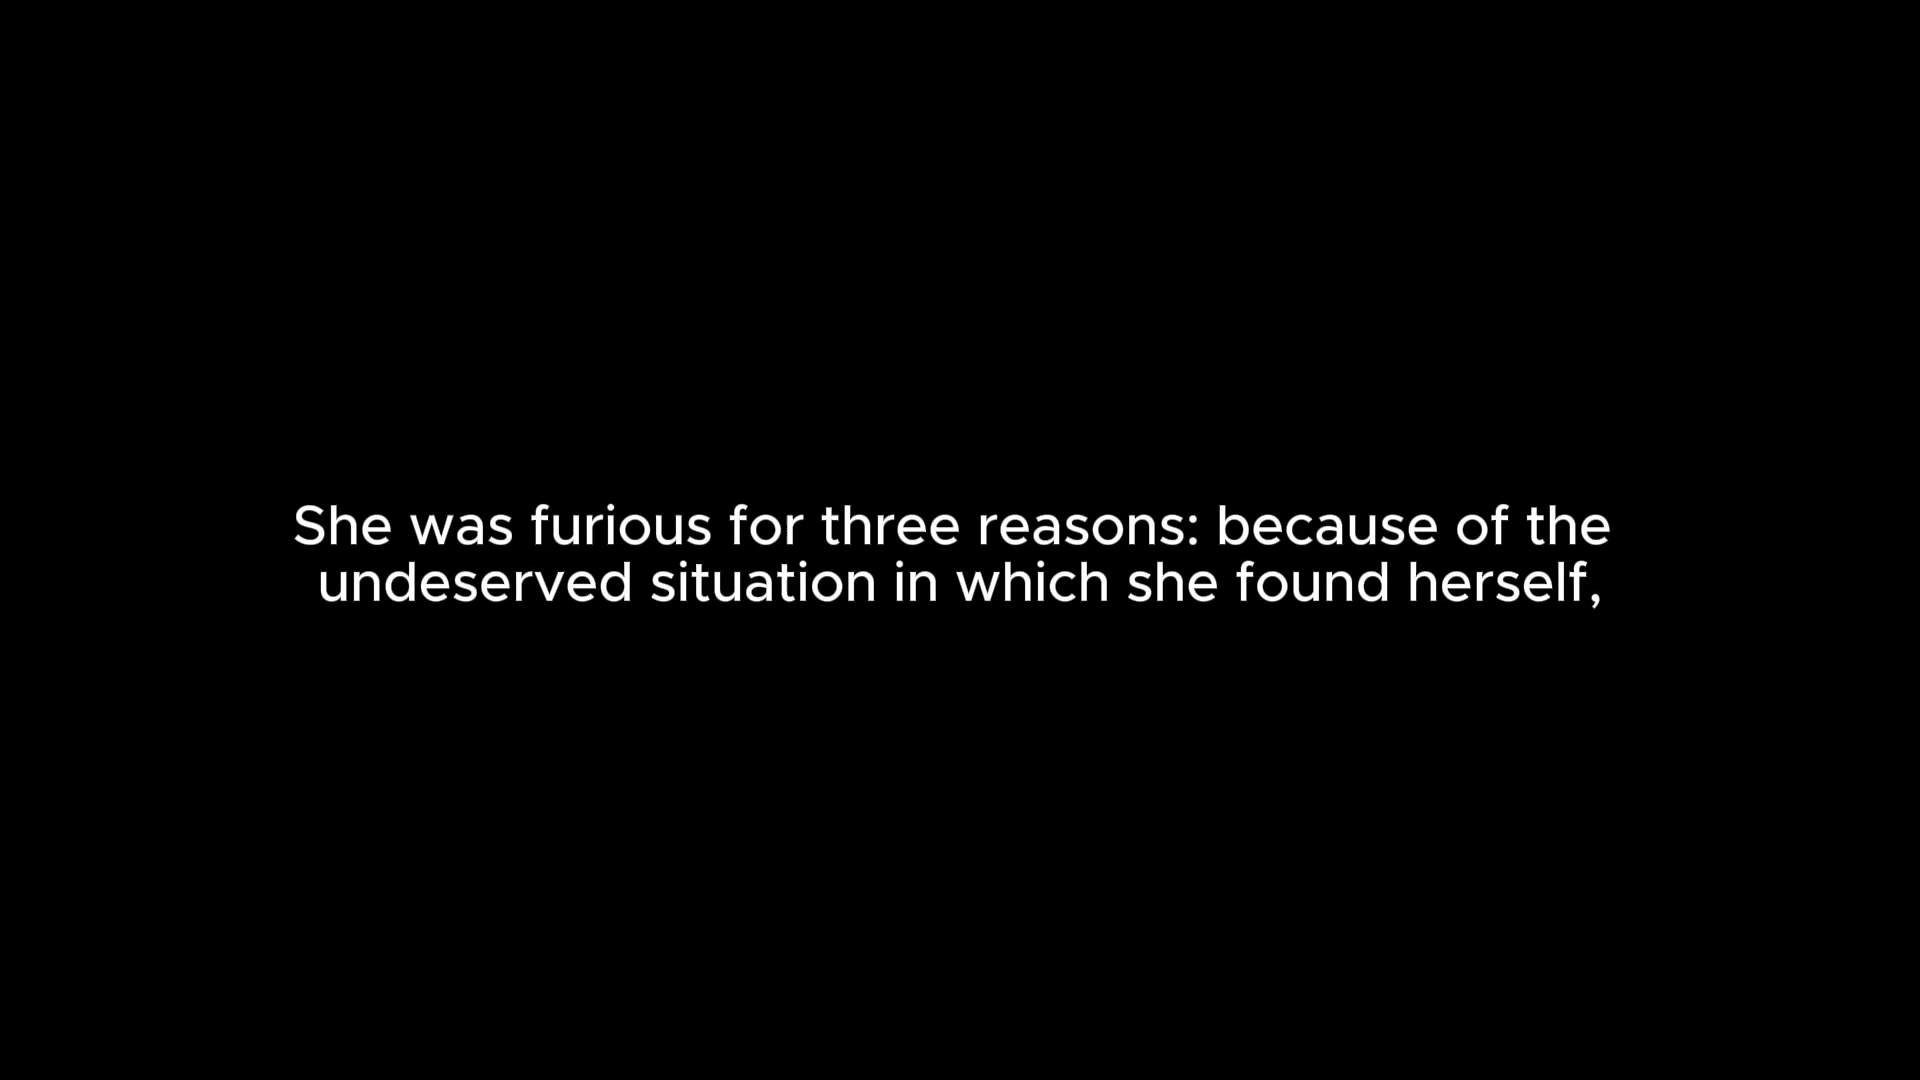 She was furious for three reasons: because of the
undeserved situation in which she found herself,